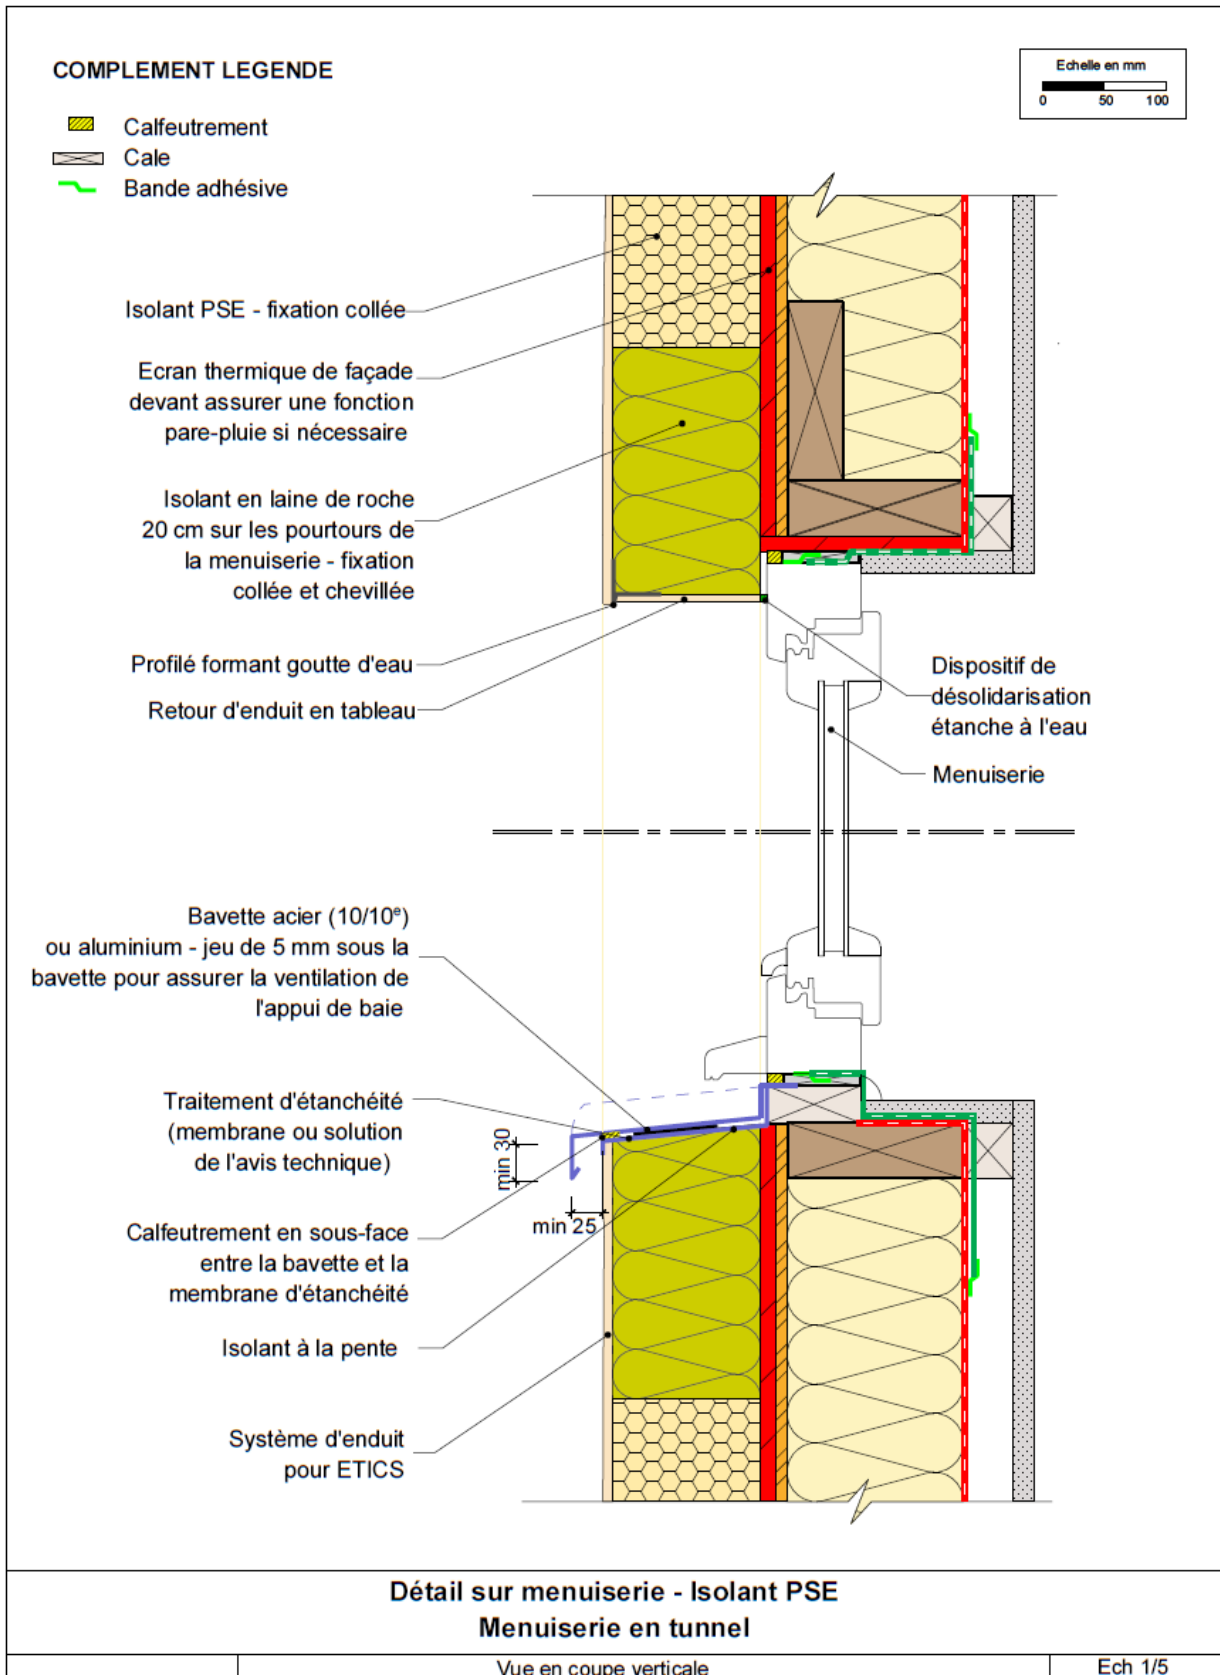 COMPLEMENT LEGENDE
Calfeutrement
Cale
Bande adhésive
Echelle en mm
0 50 100
Isolant PSE - fixation collée
Ecran thermique de façade
devant assurer une fonction
pare-pluie si nécessaire
Isolant en laine de roche
20 cm sur les pourtours de
la menuiserie - fixation
collée et chevillée
Profilé formant goutte d'eau
Retour d'enduit en tableau
Dispositif de
désolidarisation
étanche à l'eau
Menuiserie
Bavette acier (10/10ᵉ)
ou aluminium - jeu de 5 mm sous la
bavette pour assurer la ventilation de
l'appui de baie
Traitement d'étanchéité
(membrane ou solution
de l'avis technique)
min 30
min 25
Calfeutrement en sous-face
entre la bavette et la
membrane d'étanchéité
Isolant à la pente
Système d'enduit
pour ETICS
Détail sur menuiserie - Isolant PSE
Menuiserie en tunnel
Vue en coupe verticale
Ech 1/5